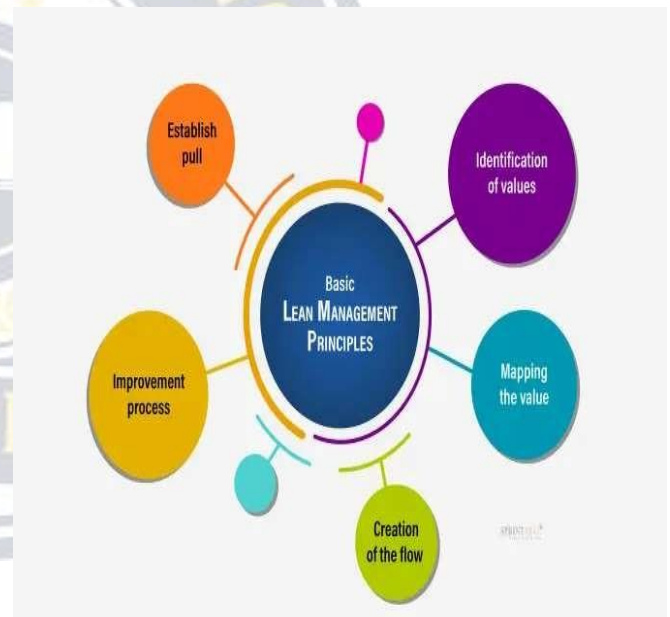 Establish
pull
Identification
of values
Basic
LEAN MANAGEMENT
PRINCIPLES
Improvement
process
Mapping
the value
Creation
of the flow